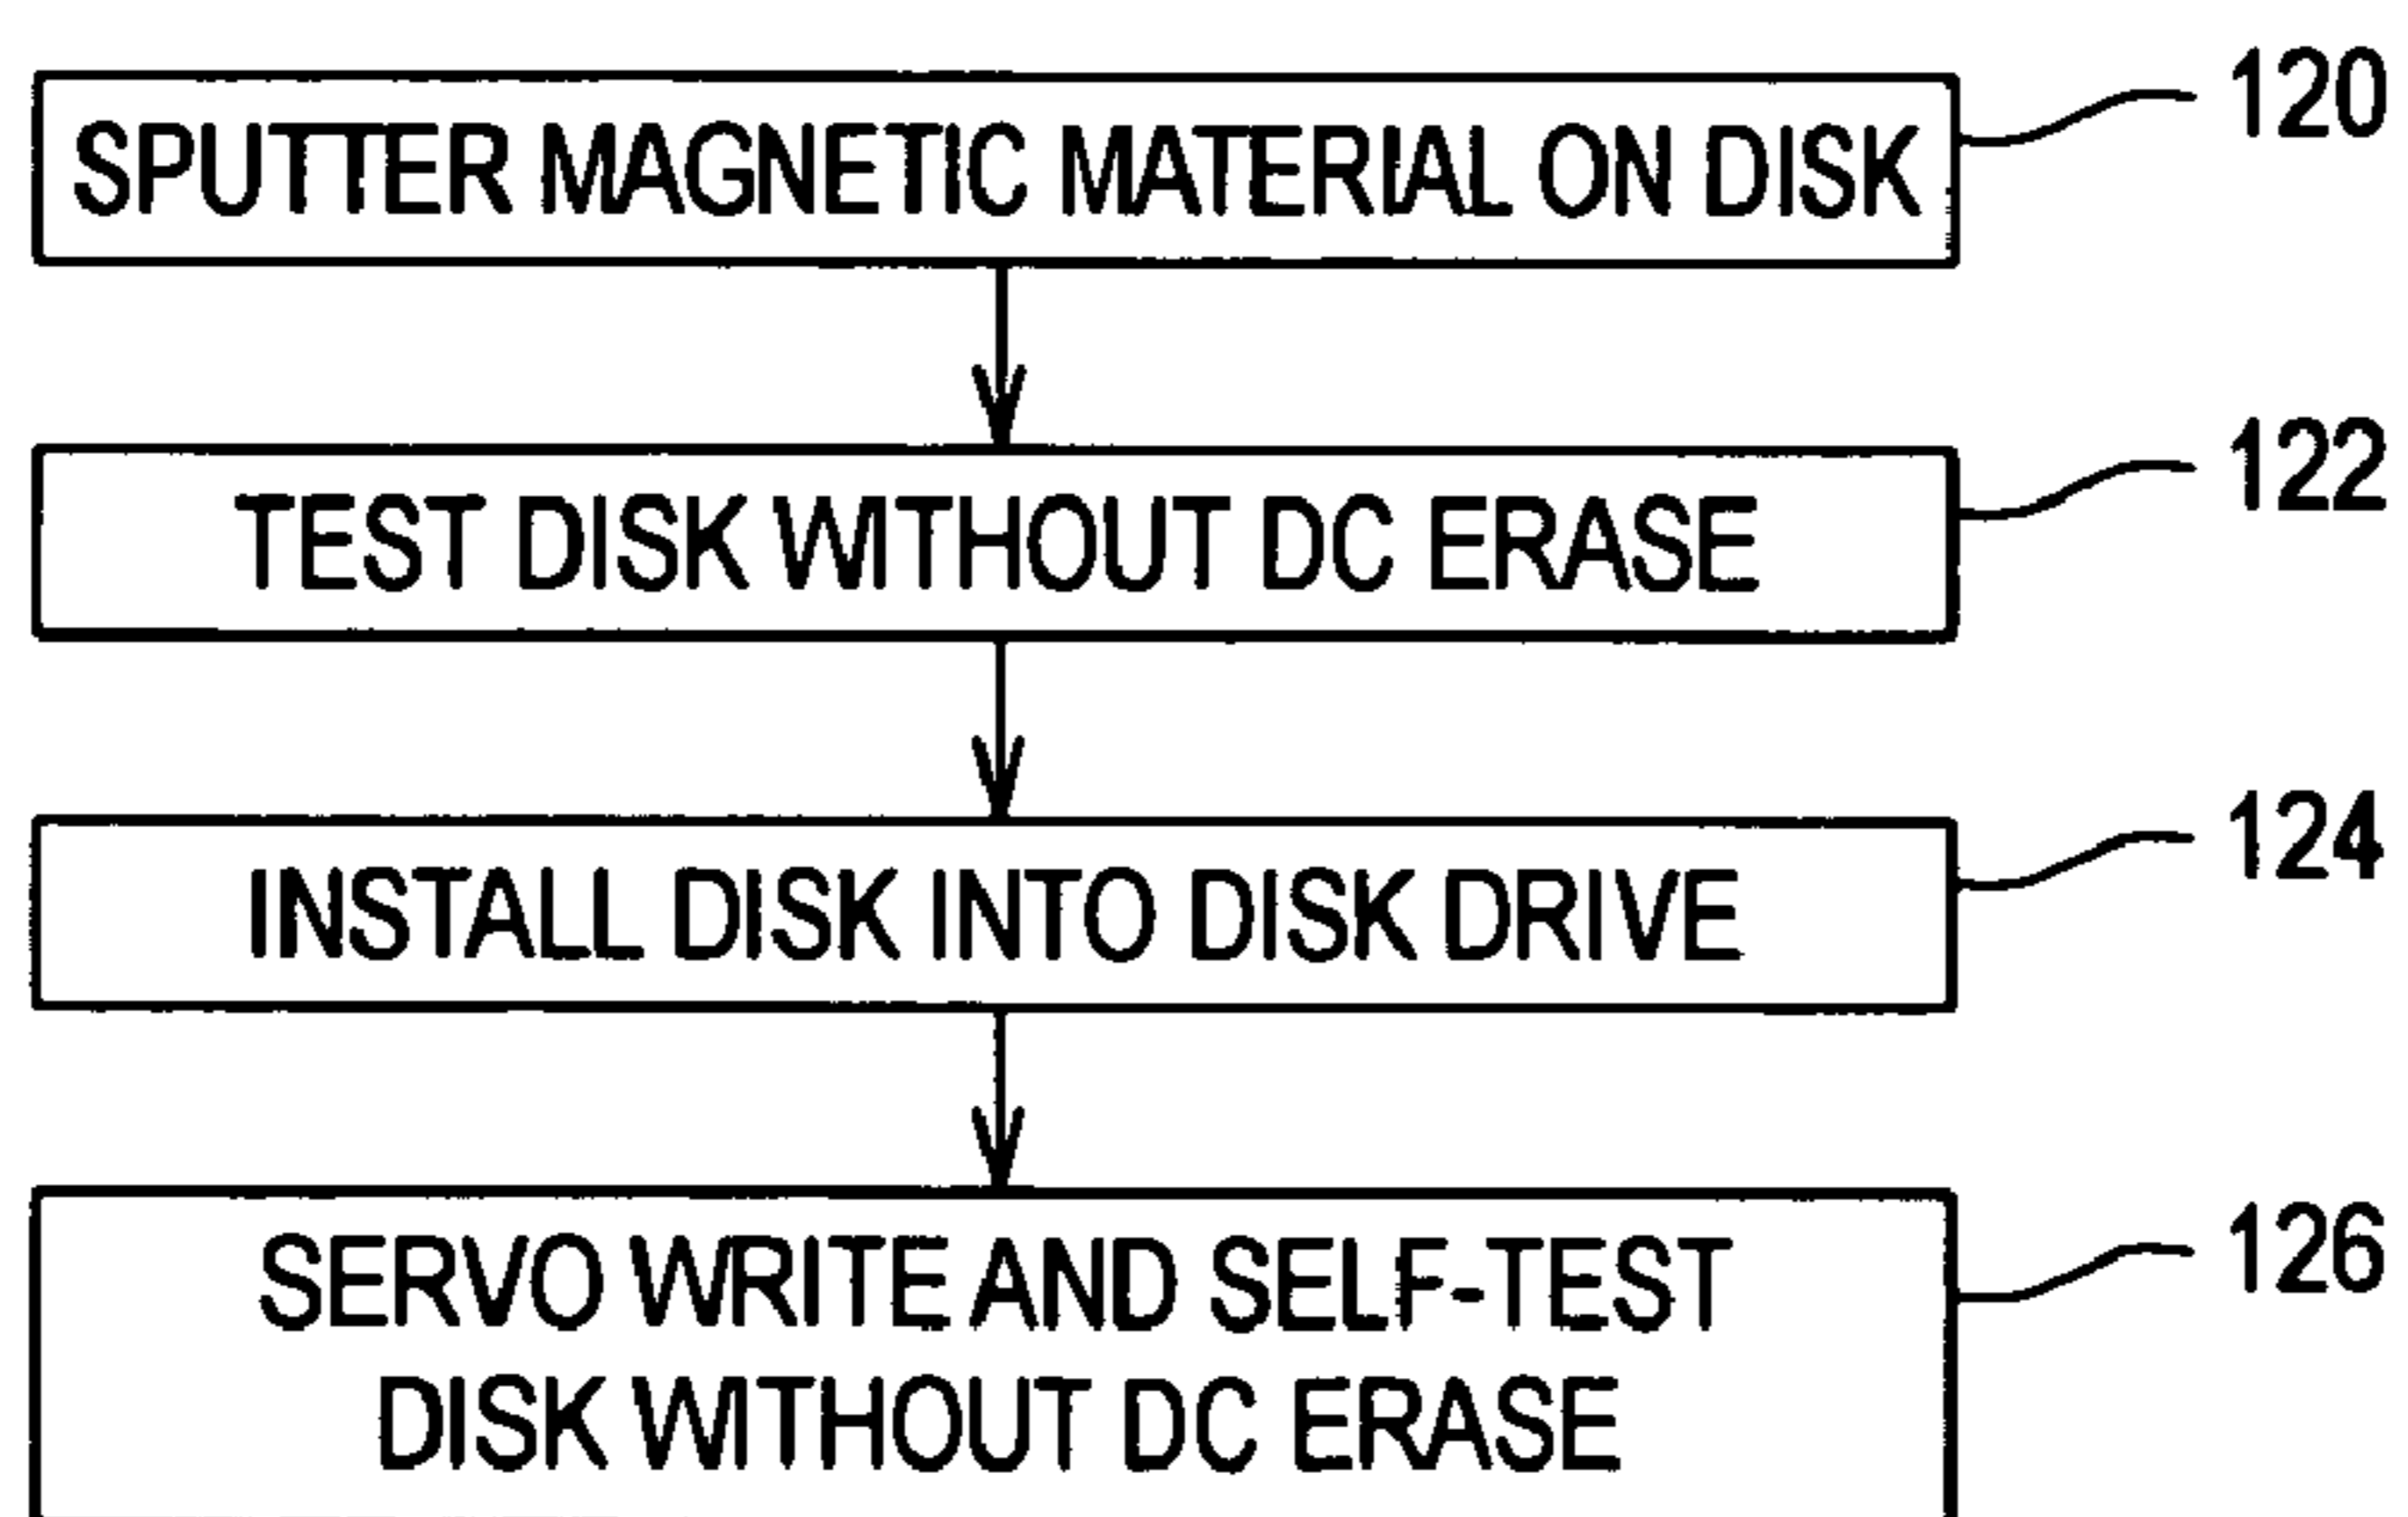 SPUTTER MAGNETIC MATERIAL ON DISK
120
TEST DISK WITHOUT DC ERASE
122
INSTALL DISK INTO DISK DRIVE
124
SERVO WRITE AND SELF-TEST
DISK WITHOUT DC ERASE
126